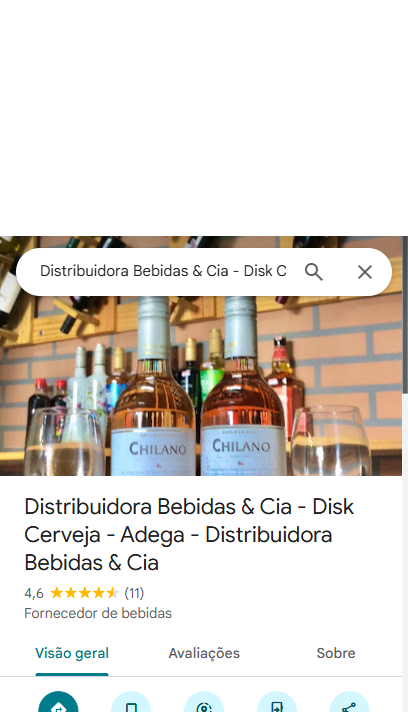 Distribuidora Bebidas & Cia - Disk C
CHILANO
CHILANO
Distribuidora Bebidas & Cia - Disk
Cerveja - Adega - Distribuidora
Bebidas & Cia
4,6 (11)
Fornecedor de bebidas
Visão geral Avaliações Sobre